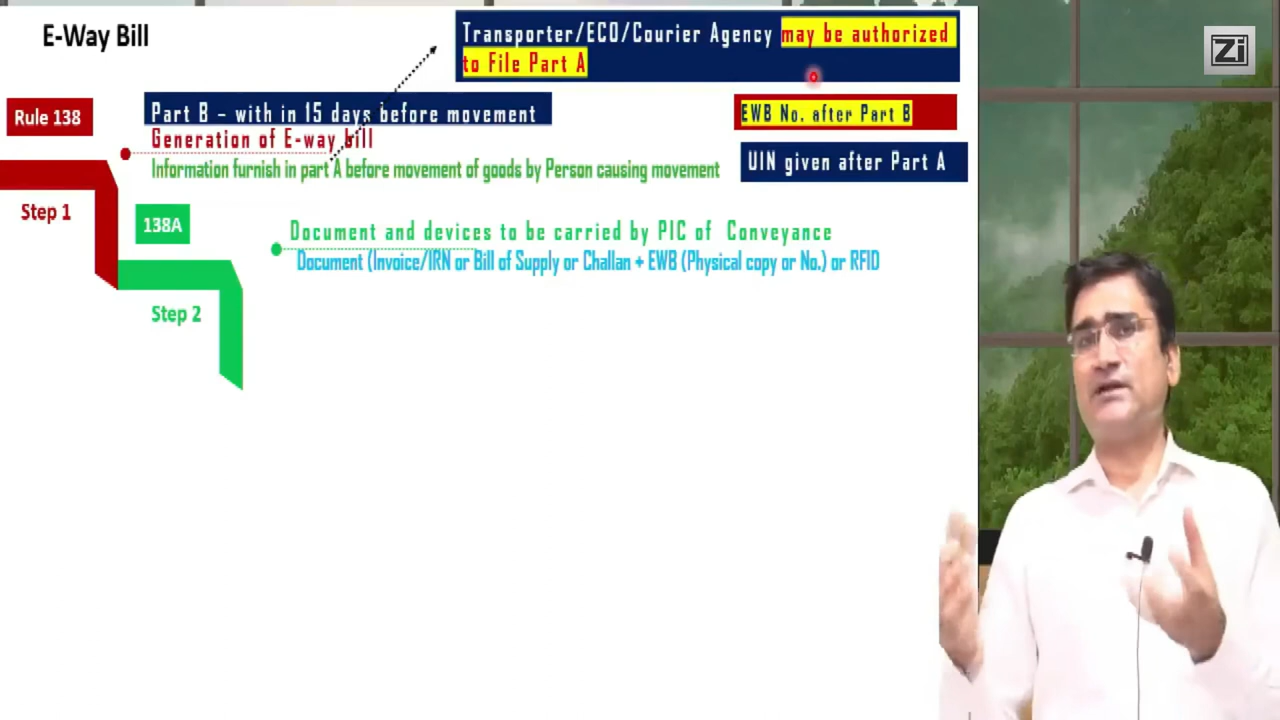 E-Way Bill
Transporter/ECO/Courier Agency may be authorized
to File Part A
Rule 138
Part B – with in 15 days before movement
EWB No. after Part B
Generation of E-way bill
Information furnish in part A before movement of goods by Person causing movement
UIN given after Part A
Step 1
138A
Document and devices to be carried by PIC of Conveyance
Document (Invoice/IRN or Bill of Supply or Challan + EWB (Physical copy or No.) or RFID
Step 2
Zi